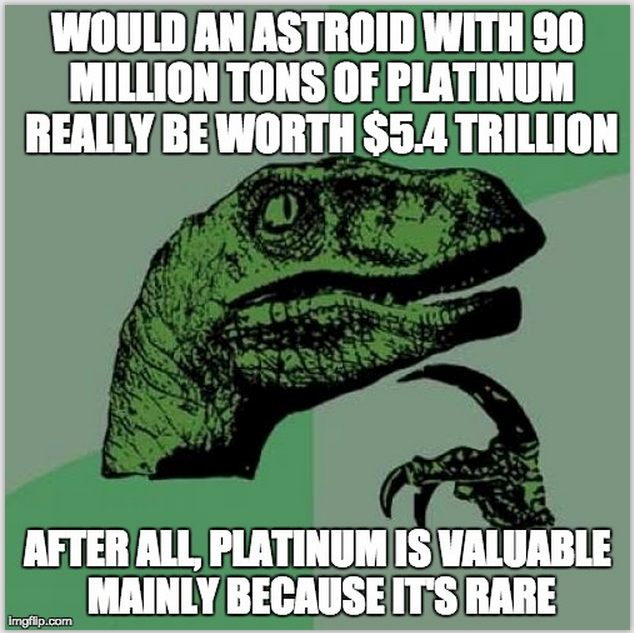 WOULD AN ASTROID WITH 90
MILLION TONS OF PLATINUM
REALLY BE WORTH $5.4 TRILLION
AFTER ALL, PLATINUM IS VALUABLE
MAINLY BECAUSE IT'S RARE
imgflip.com